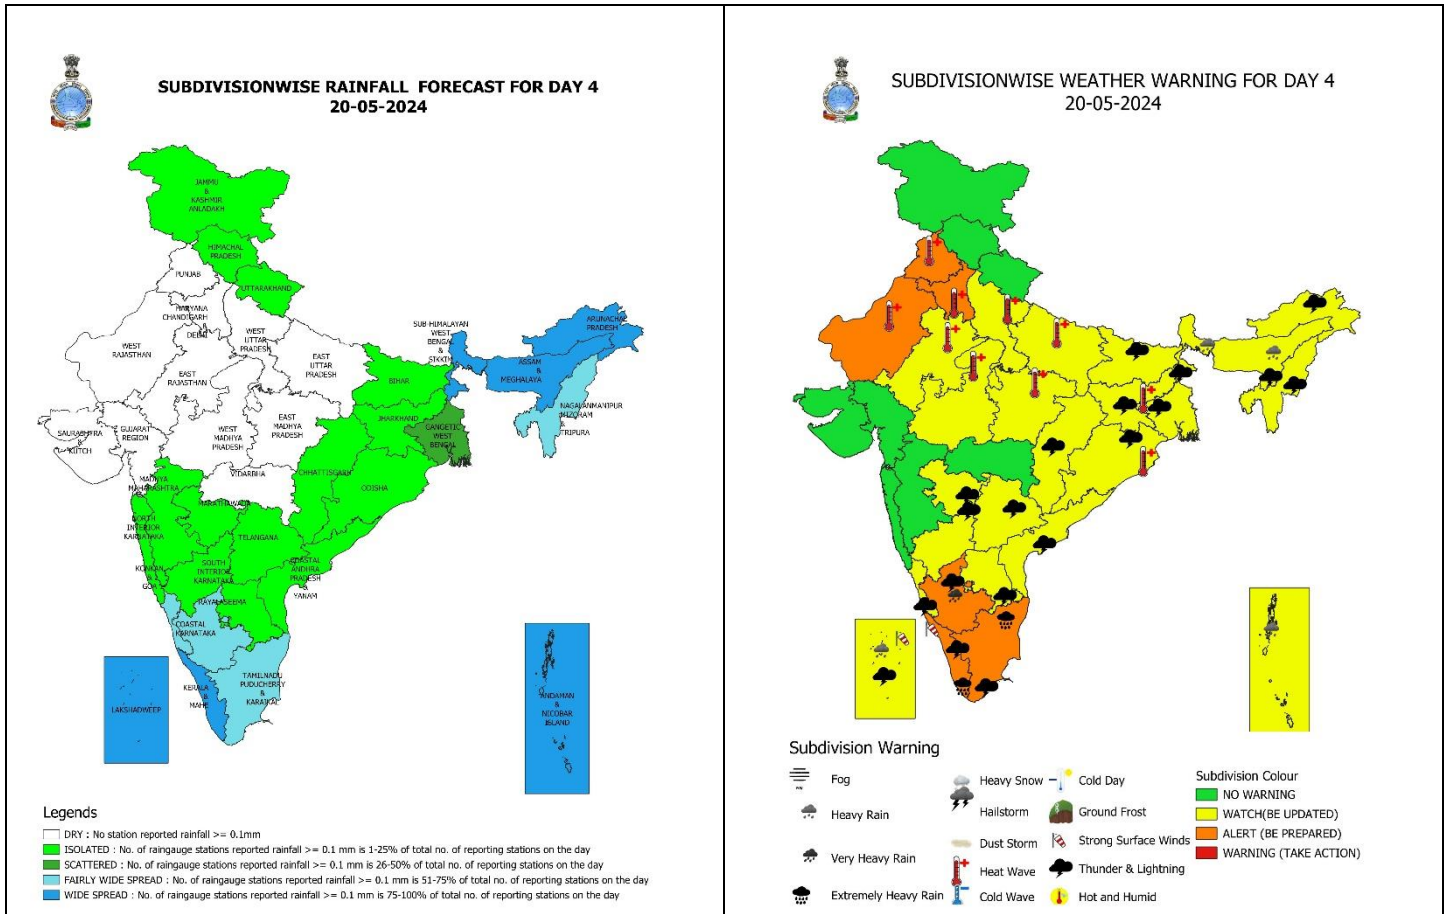 SUBDIVISIONWISE RAINFALL FORECAST FOR DAY 4
20-05-2024
JAMMU
&
KASHMIR
ANLADAKH
HIMACHAL
PRADESH
PUNJAB
UTTARAKHAND
HARYANA
CHANDIGARH
DELHI
WEST
UTTAR
PRADESH
WEST
RAJASTHAN
EAST
UTTAR
PRADESH
EAST
RAJASTHAN
SUB-HIMALAYAN
WEST
BENGAL
&
SIKKIM
ARUNACHAL
PRADESH
ASSAM
&
MEGHALAYA
BIHAR
NAGALANMANIPUR
MIZORAM
&
TRIPURA
JHARKHAND
GANGETIC
WEST
BENGAL
EAST
MADHYA
PRADESH
WEST
MADHYA
PRADESH
GUJARAT
REGION
SAURASHTRA
&
KUTCH
VIDARBHA
CHHATTISGARH
ODISHA
MADHYA
MAHARASHTRA
MARATHAWADA
NORTH
INTERIOR
KARNATAKA
TELANGANA
KONKAN
&
GOA
SOUTH
INTERIOR
KARNATAKA
COASTAL
ANDHRA
PRADESH
&
YANAM
RAYALASEEMA
COASTAL
KARNATAKA
TAMILNADU
PUDUCHERRY
&
KARAIKAL
KERALA
&
MAHE
LAKSHADWEEP
ANDAMAN
&
NICOBAR
ISLAND
Legends
DRY : No station reported rainfall >= 0.1mm
ISOLATED : No. of raingauge stations reported rainfall >= 0.1 mm is 1-25% of total no. of reporting stations on the day
SCATTERED : No. of raingauge stations reported rainfall >= 0.1 mm is 26-50% of total no. of reporting stations on the day
FAIRLY WIDE SPREAD : No. of raingauge stations reported rainfall >= 0.1 mm is 51-75% of total no. of reporting stations on the day
WIDE SPREAD : No. of raingauge stations reported rainfall >= 0.1 mm is 75-100% of total no. of reporting stations on the day
SUBDIVISIONWISE WEATHER WARNING FOR DAY 4
20-05-2024
Subdivision Warning
Fog
Heavy Rain
Very Heavy Rain
Extremely Heavy Rain
Heavy Snow
Hailstorm
Dust Storm
Heat Wave
Cold Wave
Cold Day
Ground Frost
Strong Surface Winds
Thunder & Lightning
Hot and Humid
Subdivision Colour
NO WARNING
WATCH(BE UPDATED)
ALERT (BE PREPARED)
WARNING (TAKE ACTION)